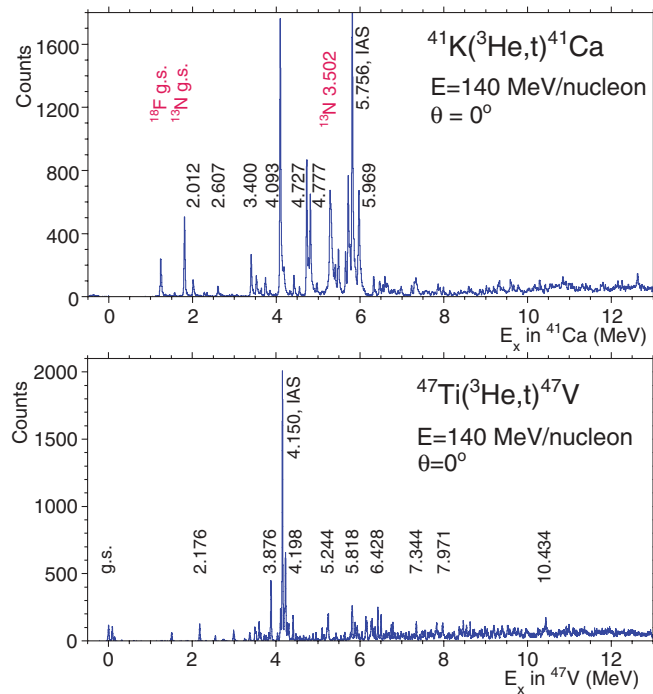 ⁴¹K(³He,t)⁴¹Ca
E=140 MeV/nucleon
θ = 0°
Counts
1600
1200
800
400
0
¹⁸F g.s.
¹³N g.s.
2.012
2.607
3.400
4.093
4.727
4.777
¹³N 3.502
5.756, IAS
5.969
0 2 4 6 8 10 12
Eₓ in ⁴¹Ca (MeV)
⁴⁷Ti(³He,t)⁴⁷V
E=140 MeV/nucleon
θ=0°
Counts
2000
1500
1000
500
0
g.s.
2.176
3.876
4.150, IAS
4.198
5.244
5.818
6.428
7.344
7.971
10.434
0 2 4 6 8 10 12
Eₓ in ⁴⁷V (MeV)